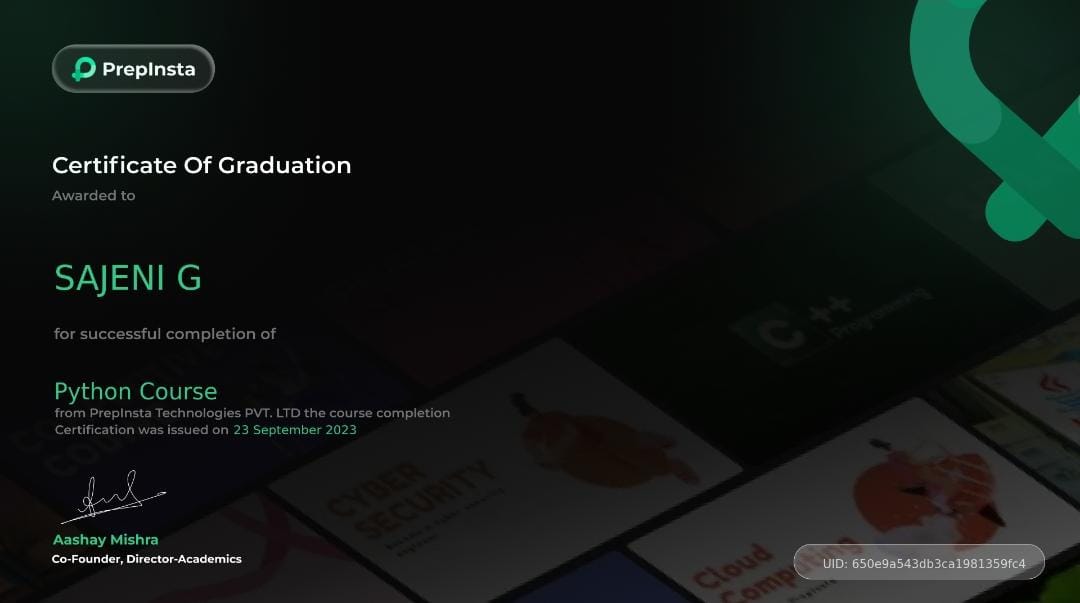 PrepInsta
Certificate Of Graduation
Awarded to
SAJENI G
for successful completion of
Python Course
from PrepInsta Technologies PVT. LTD the course completion
Certification was issued on 23 September 2023
Aashay Mishra
Co-Founder, Director-Academics
C++
Programming
CYBER
SECURITY
Cloud
UID: 650e9a543db3ca1981359fc4